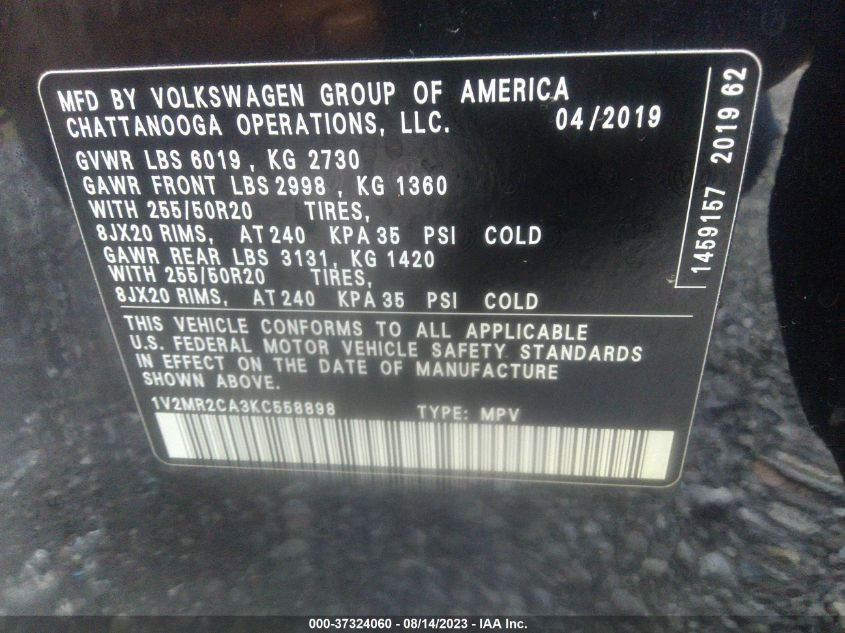 MFD BY VOLKSWAGEN GROUP OF AMERICA
CHATTANOOGA OPERATIONS, LLC. 04/2019
GVWR LBS 6019, KG 2730
GAWR FRONT LBS 2998, KG 1360
WITH 255/50R20 TIRES,
8JX20 RIMS, AT 240 KPA 35 PSI COLD
GAWR REAR LBS 3131, KG 1420
WITH 255/50R20 TIRES,
8JX20 RIMS, AT 240 KPA 35 PSI COLD
THIS VEHICLE CONFORMS TO ALL APPLICABLE
U.S. FEDERAL MOTOR VEHICLE SAFETY STANDARDS
IN EFFECT ON THE DATE OF MANUFACTURE
SHOWN ABOVE.
1V2MR2CA3KC558898 TYPE: MPV
1459157 2019 62
000-37324060 - 08/14/2023 - IAA Inc.